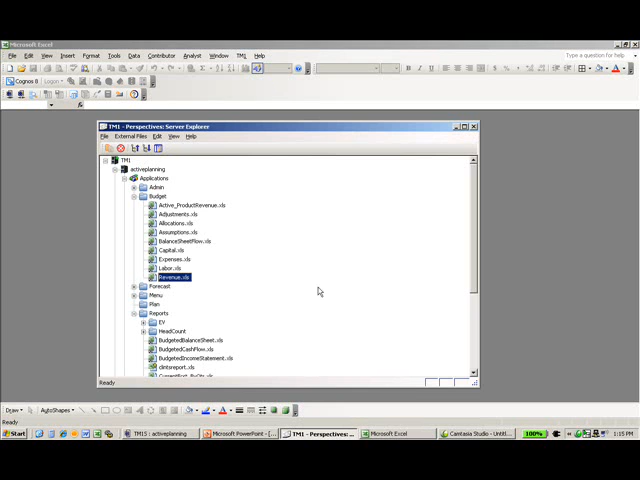 Microsoft Excel
File Edit View Insert Format Tools Data Contributor Analyst Window TM1 Help
Type a question for help
Cognos 8
TM1 - Perspectives: Server Explorer
File External Files Edit View Help
TM1
activeplanning
Applications
Admin
Budget
Active_ProductRevenue.xls
Adjustments.xls
Allocations.xls
Assumptions.xls
BalanceSheetFlow.xls
Capital.xls
Expenses.xls
Labor.xls
Revenue.xls
Forecast
Menu
Plan
Reports
EV
HeadCount
BudgetedBalanceSheet.xls
BudgetedCashFlow.xls
BudgetedIncomeStatement.xls
clintsreport.xls
Ready
Draw AutoShapes
Ready
Start TM1S : activeplanning Microsoft PowerPoint - [... TM1 - Perspectives: ... Microsoft Excel Camtasia Studio - Untitl... 100% 1:15 PM